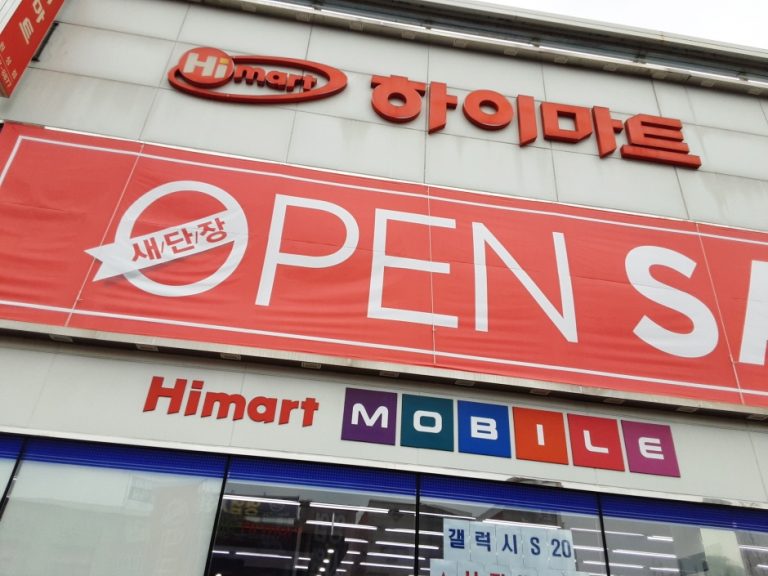 Himart 하이마트
OPEN
새/단/장
Himart MOBILE
갤럭시 S 20